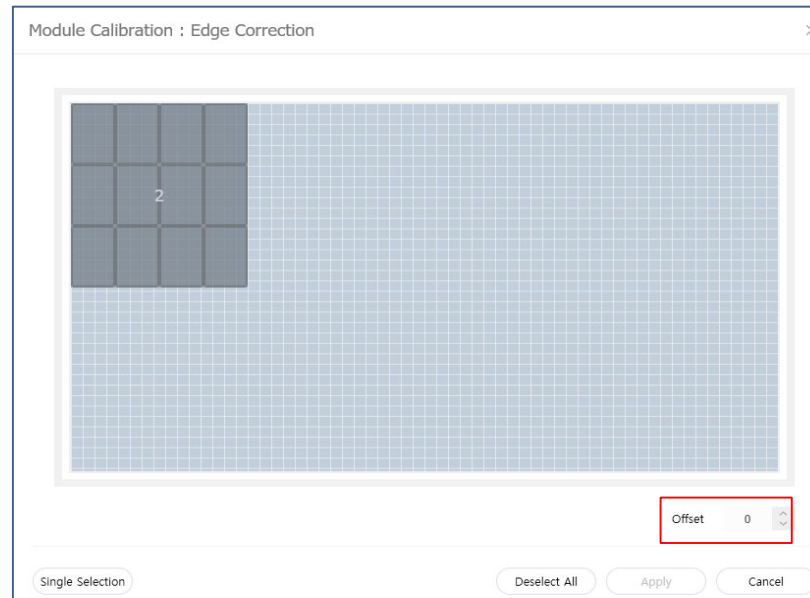 Module Calibration : Edge Correction
2
Offset 0
Single Selection Deselect All Apply Cancel